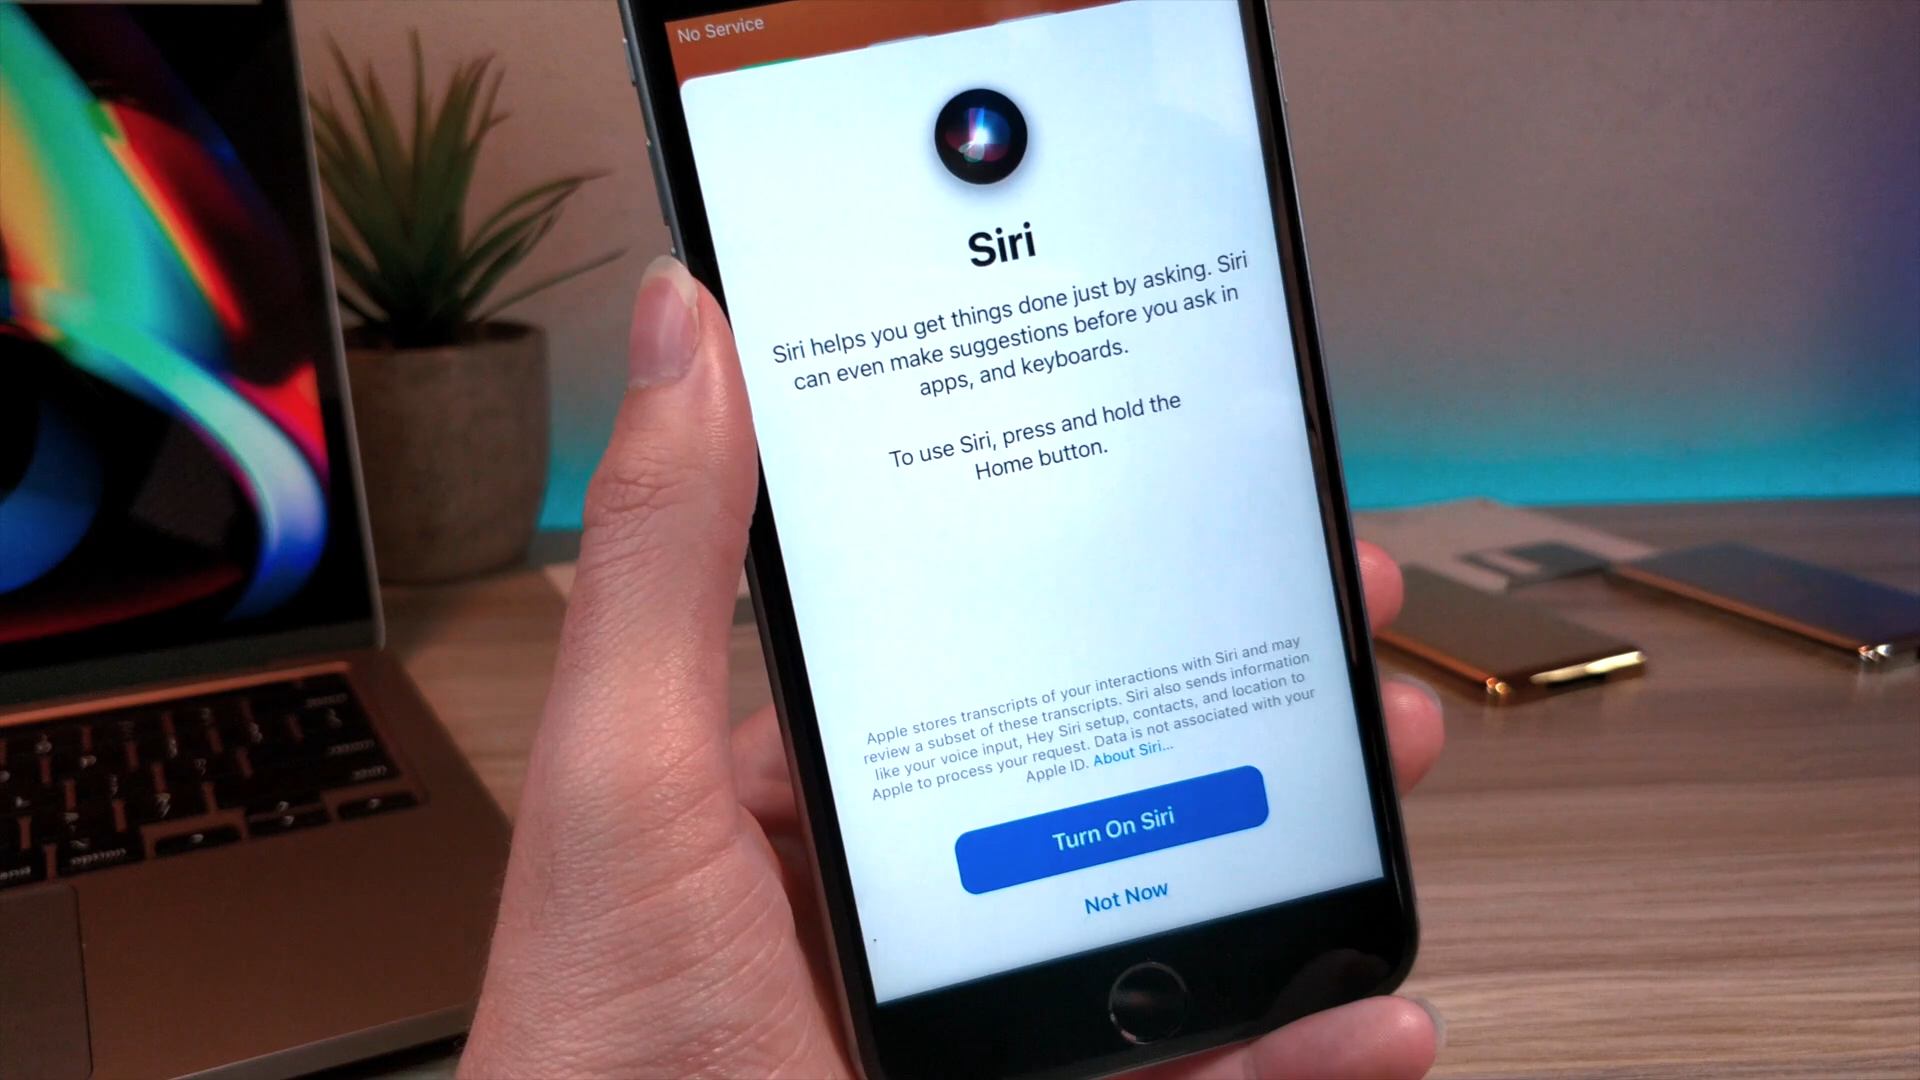 No Service
Siri
Siri helps you get things done just by asking. Siri
can even make suggestions before you ask in
apps, and keyboards.
To use Siri, press and hold the
Home button.
Apple stores transcripts of your interactions with Siri and may
review a subset of these transcripts. Siri also sends information
like your voice input, Hey Siri setup, contacts, and location to
Apple to process your request. Data is not associated with your
Apple ID. About Siri...
Turn On Siri
Not Now
option